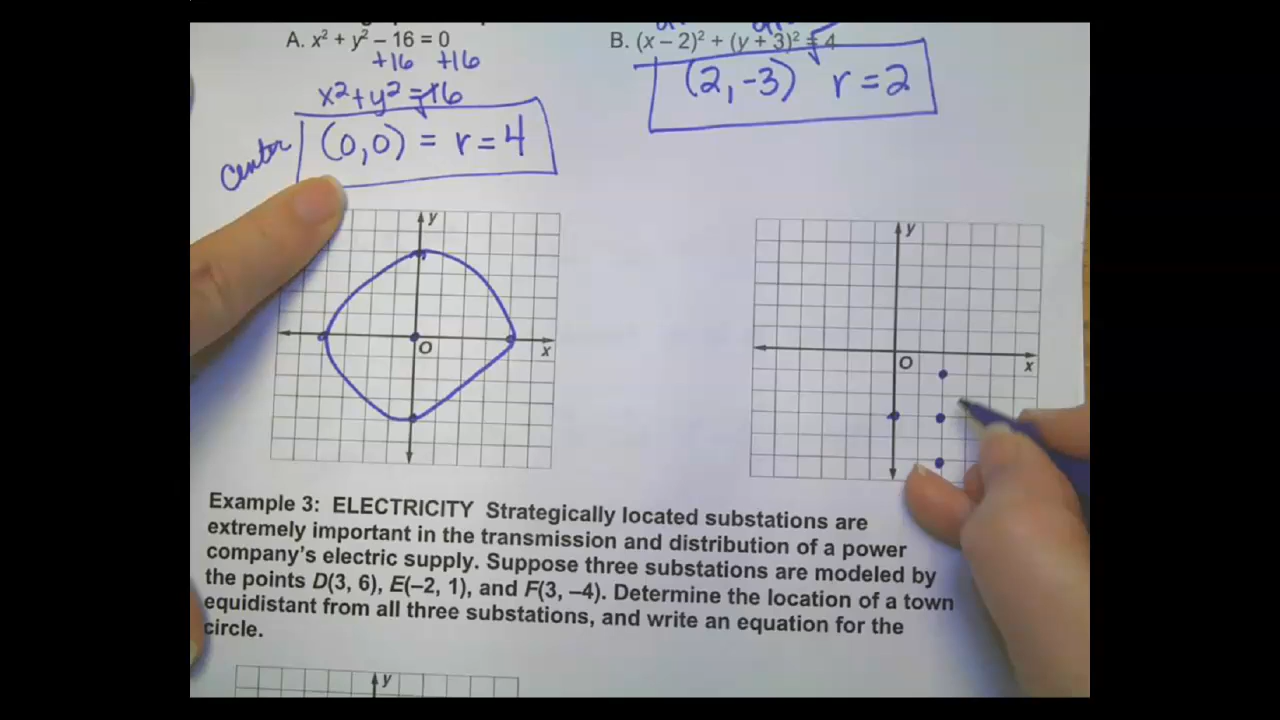 A. x² + y² – 16 = 0
+16 +16
x² + y² = 16
Center (0,0) = r = 4
B. (x – 2)² + (y + 3)² = 4
(2, -3) r = 2
y
O
x
y
O
x
Example 3: ELECTRICITY Strategically located substations are
extremely important in the transmission and distribution of a power
company's electric supply. Suppose three substations are modeled by
the points D(3, 6), E(–2, 1), and F(3, –4). Determine the location of a town
equidistant from all three substations, and write an equation for the
circle.
y